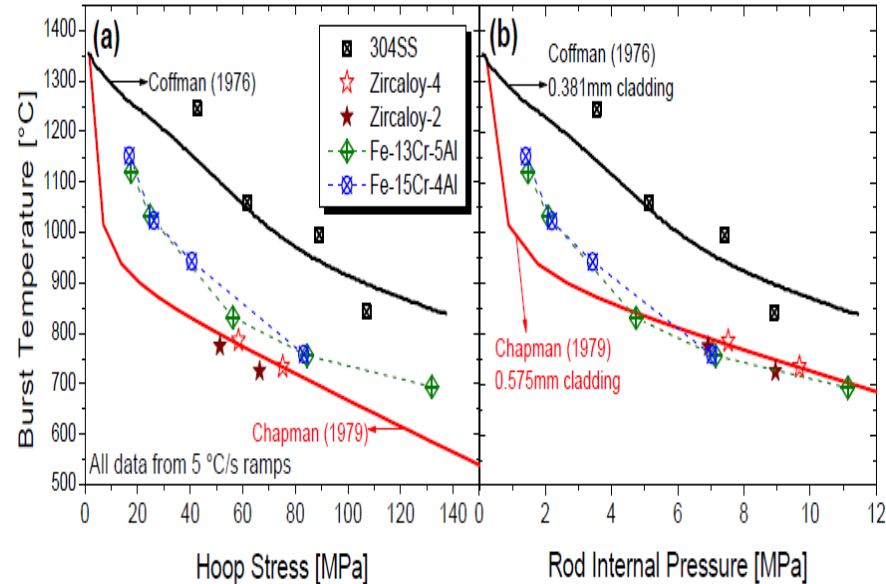 (a)
304SS
Zircaloy-4
Zircaloy-2
Fe-13Cr-5Al
Fe-15Cr-4Al
Coffman (1976)
Chapman (1979)
All data from 5 °C/s ramps
Burst Temperature [°C]
1450
1400
1300
1200
1100
1000
900
800
700
600
500
0
20
40
60
80
100
120
140
Hoop Stress [MPa]
(b)
Coffman (1976)
0.381mm cladding
Chapman (1979)
0.575mm cladding
0
2
4
6
8
10
12
Rod Internal Pressure [MPa]